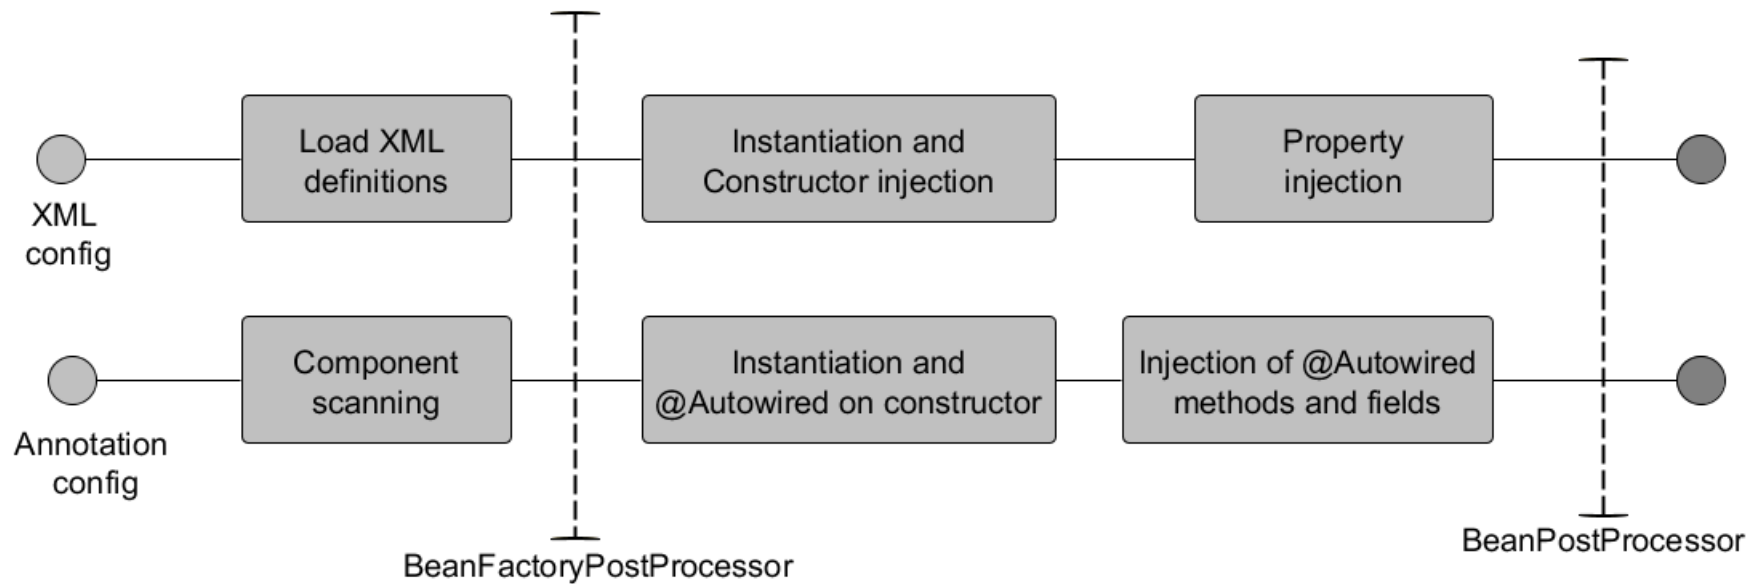 Load XML
definitions
Instantiation and
Constructor injection
Property
injection
XML
config
Component
scanning
Instantiation and
@Autowired on constructor
Injection of @Autowired
methods and fields
Annotation
config
BeanFactoryPostProcessor
BeanPostProcessor